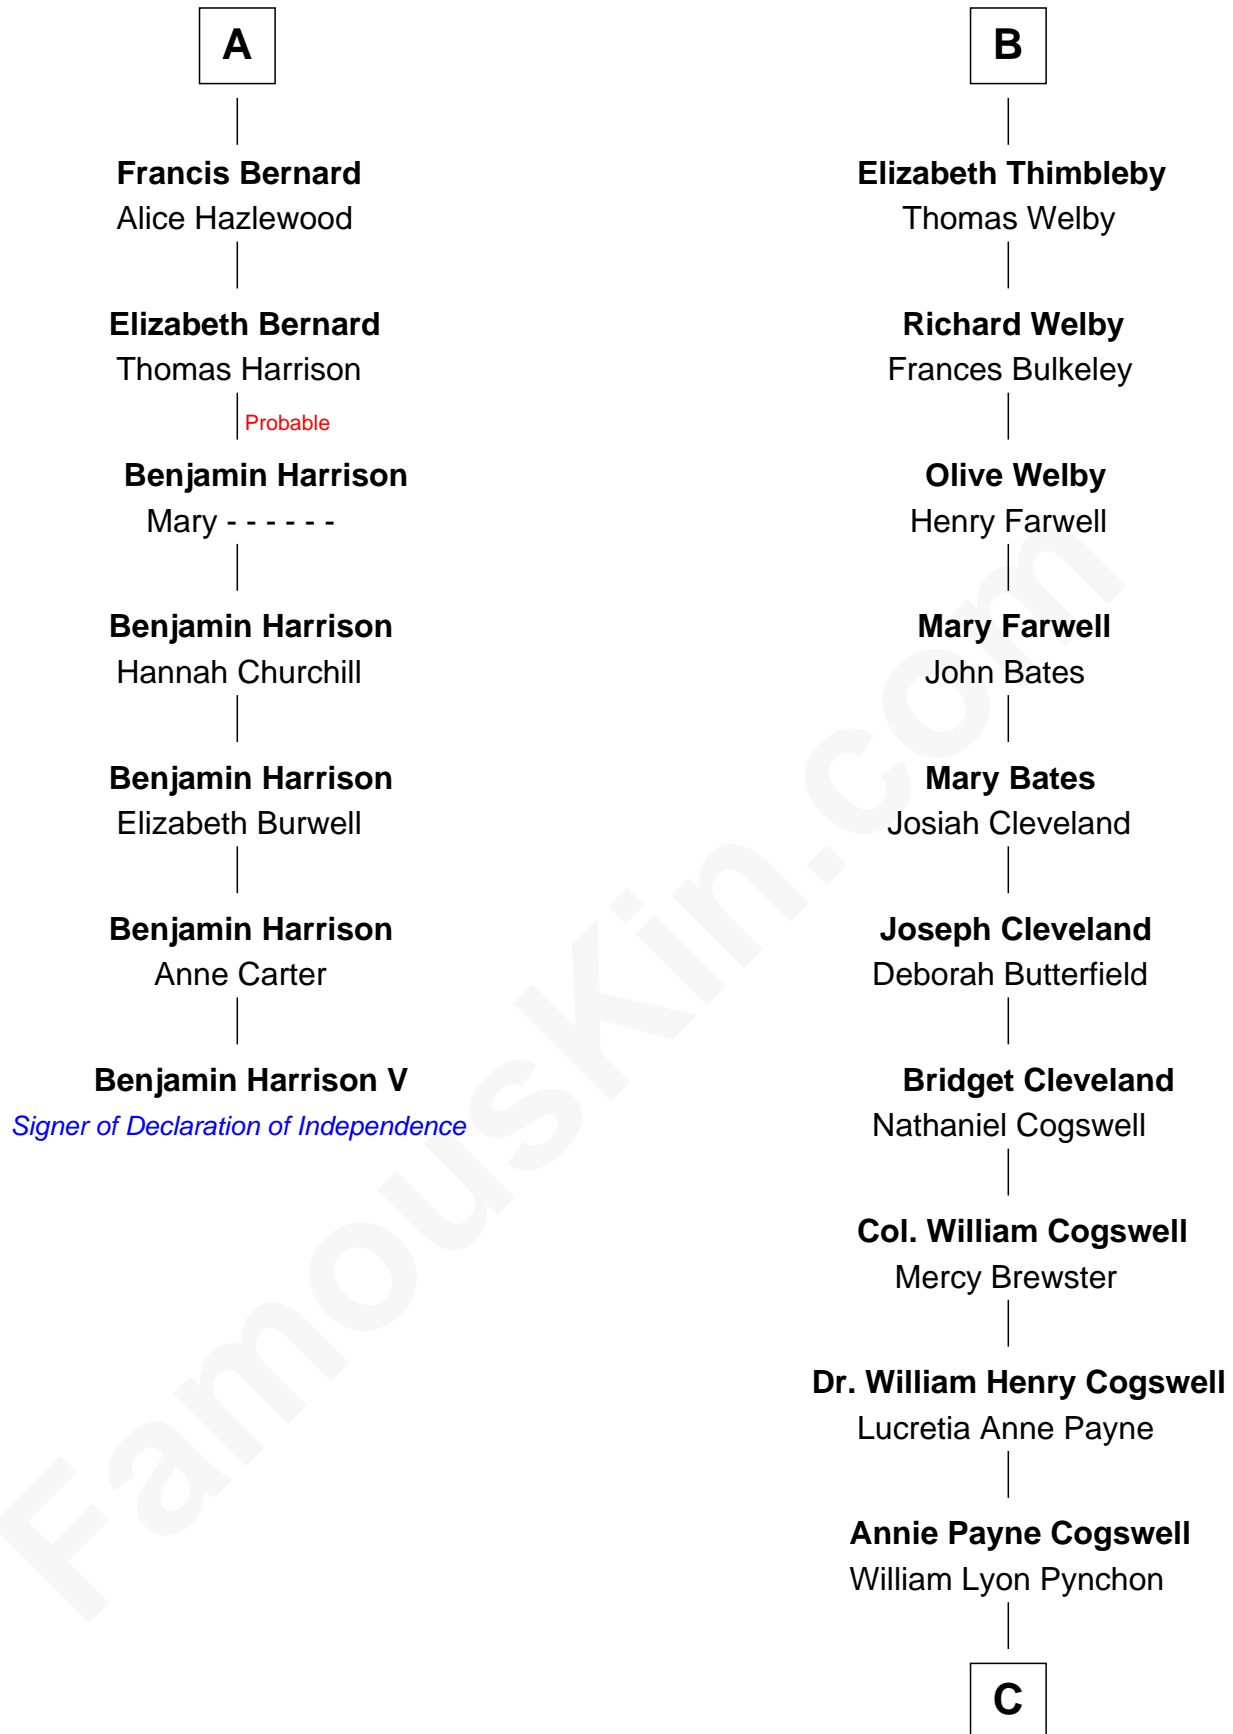 A
Francis Bernard
Alice Hazlewood
Elizabeth Bernard
Thomas Harrison
Probable
Benjamin Harrison
Mary - - - - - -
Benjamin Harrison
Hannah Churchill
Benjamin Harrison
Elizabeth Burwell
Benjamin Harrison
Anne Carter
Benjamin Harrison V
Signer of Declaration of Independence
B
Elizabeth Thimbleby
Thomas Welby
Richard Welby
Frances Bulkeley
Olive Welby
Henry Farwell
Mary Farwell
John Bates
Mary Bates
Josiah Cleveland
Joseph Cleveland
Deborah Butterfield
Bridget Cleveland
Nathaniel Cogswell
Col. William Cogswell
Mercy Brewster
Dr. William Henry Cogswell
Lucretia Anne Payne
Annie Payne Cogswell
William Lyon Pynchon
C
FamousKin.com